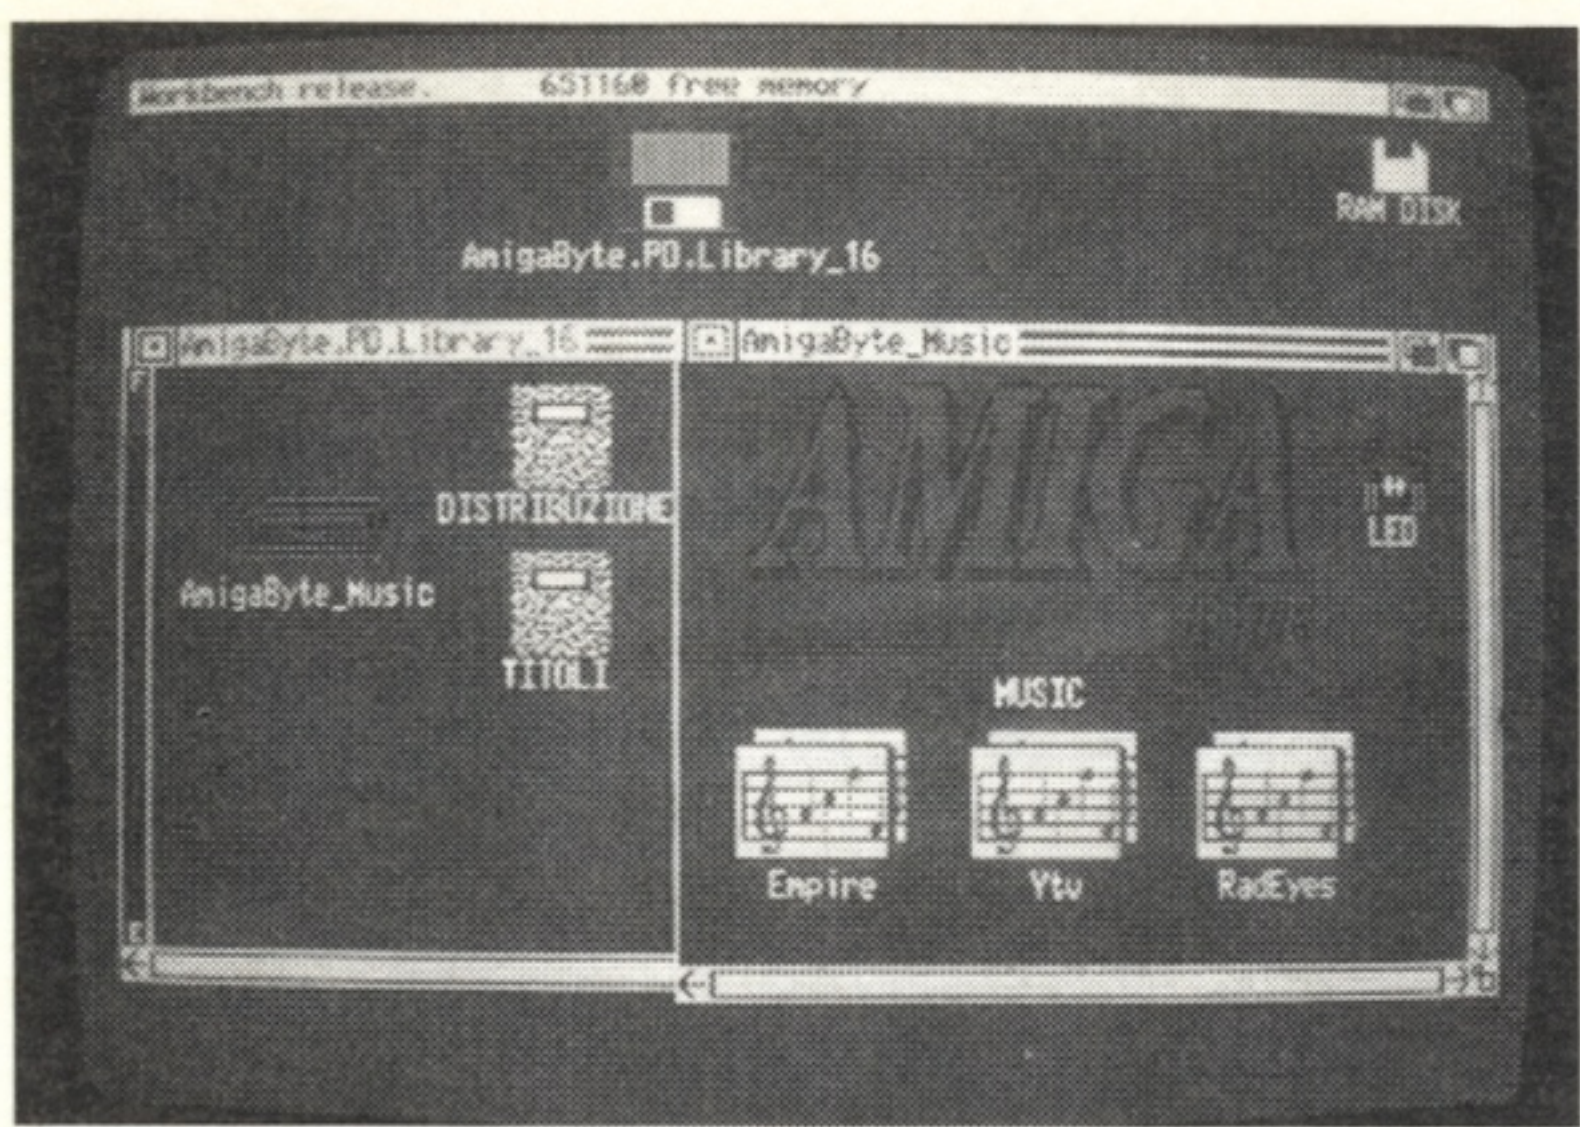 Workbench release. 651160 free memory
RAM DISK
AmigaByte.PD.Library_16
AmigaByte.PD.Library_16
AmigaByte_Music
AMIGA
DISTRIBUZIONE
LED
AmigaByte_Music
TITOLI
MUSIC
Empire
Ytu
RadEyes